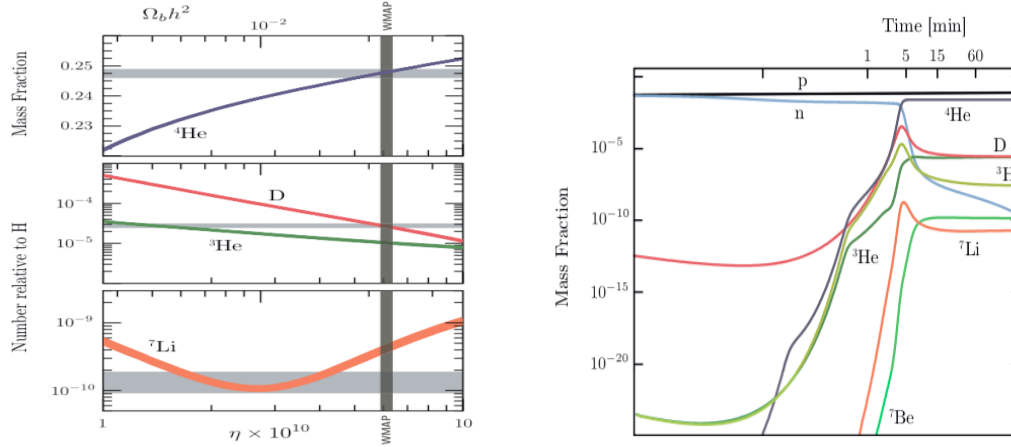 Ω_b h²
10⁻²
WMAP
Mass Fraction
0.25
0.24
0.23
⁴He
Number relative to H
10⁻⁴
10⁻⁵
D
³He
10⁻⁹
10⁻¹⁰
⁷Li
1
η × 10¹⁰
WMAP
10
Time [min]
1 5 15 60
Mass Fraction
p
n
⁴He
10⁻⁵
D
³H
10⁻¹⁰
³He
⁷Li
10⁻¹⁵
10⁻²⁰
⁷Be